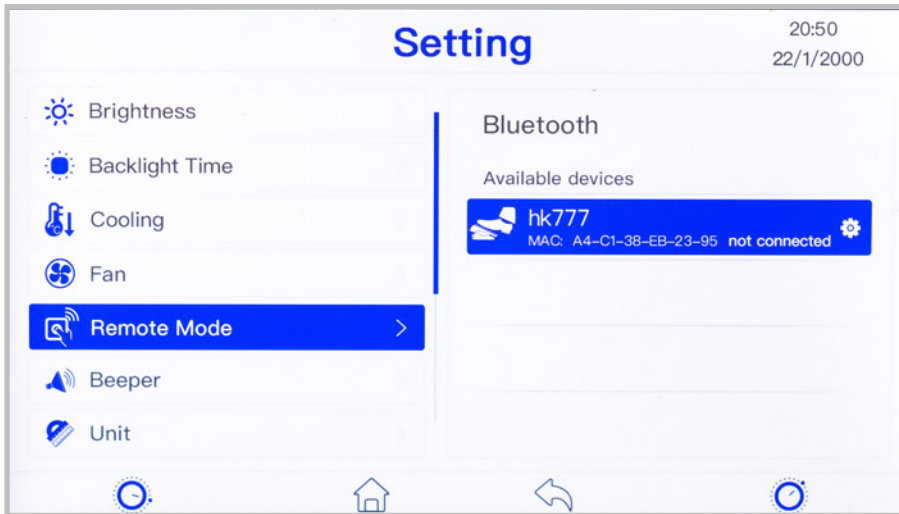 Setting
20:50
22/1/2000
Brightness
Backlight Time
Cooling
Fan
Remote Mode
Beeper
Unit
Bluetooth
Available devices
hk777
MAC: A4-C1-38-EB-23-95 not connected